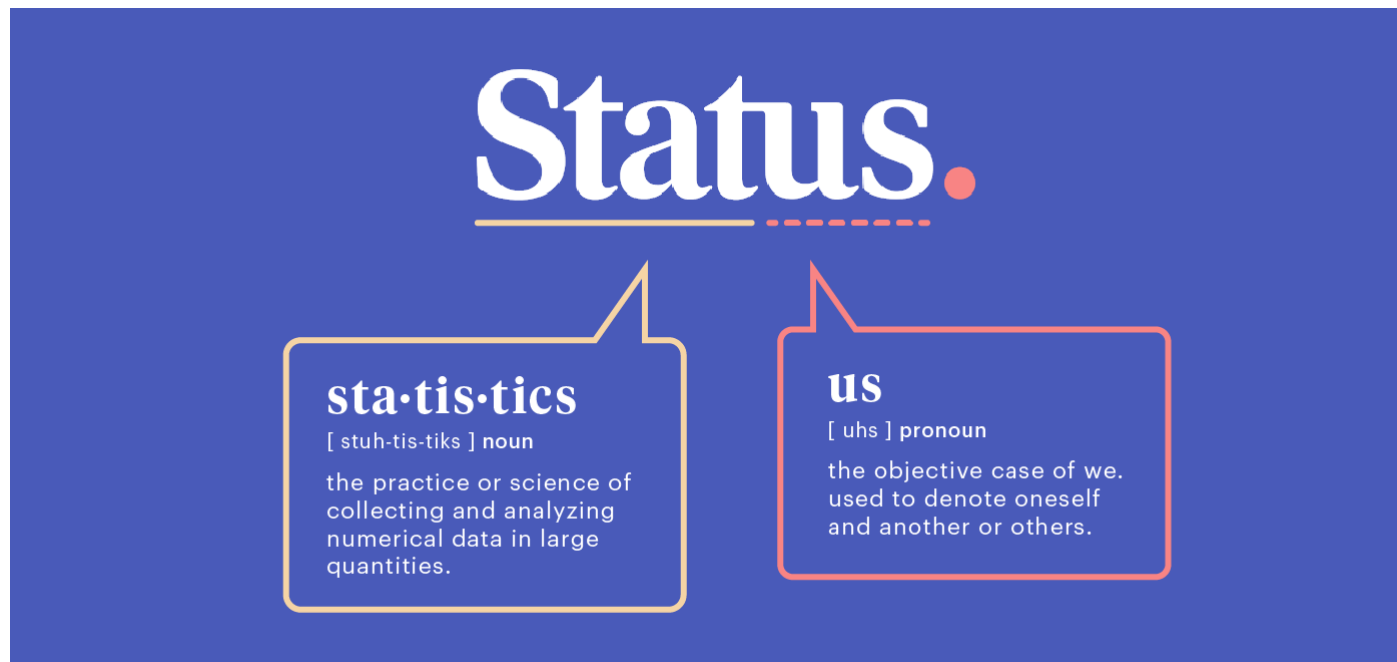 Status.
sta·tis·tics
[ stuh-tis-tiks ] noun
the practice or science of
collecting and analyzing
numerical data in large
quantities.
us
[ uhs ] pronoun
the objective case of we.
used to denote oneself
and another or others.